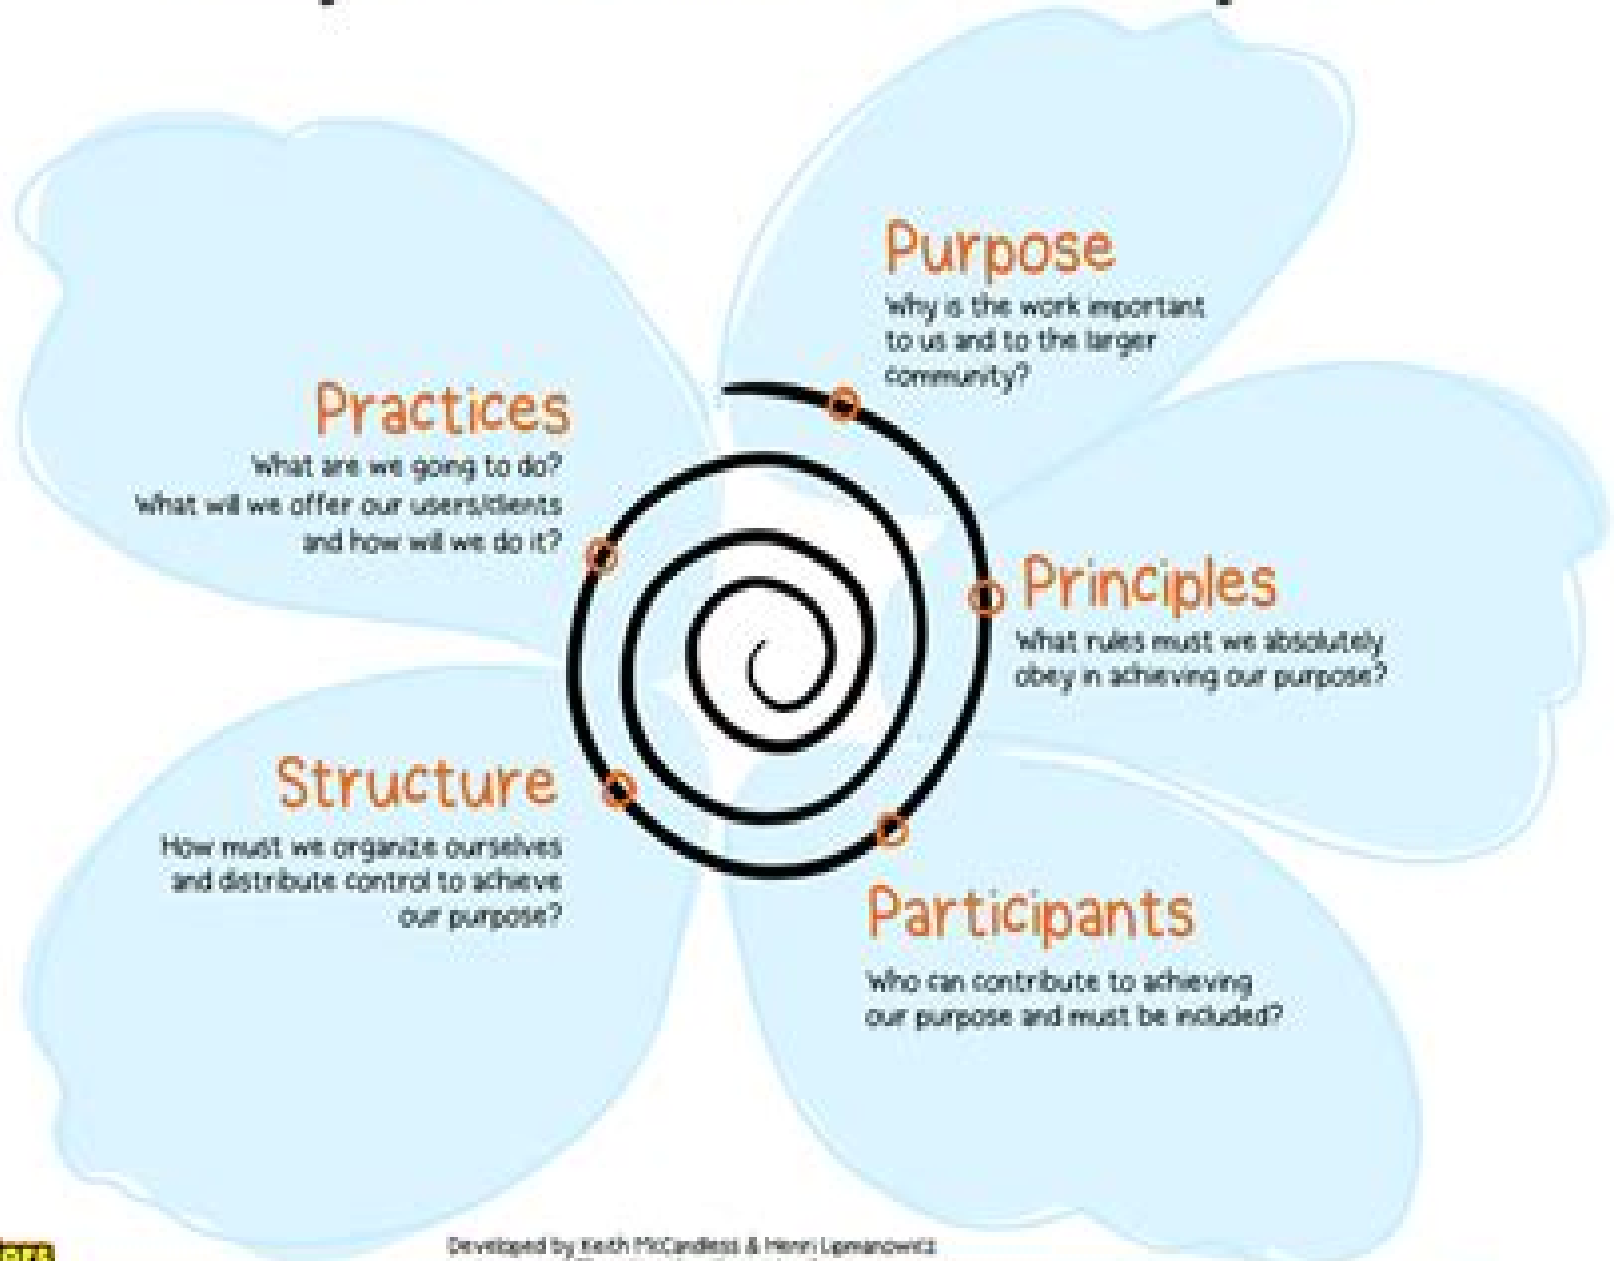 Purpose
Why is the work important
to us and to the larger
community?
Practices
What are we going to do?
What will we offer our users/clients
and how will we do it?
Principles
What rules must we absolutely
obey in achieving our purpose?
Structure
How must we organize ourselves
and distribute control to achieve
our purpose?
Participants
Who can contribute to achieving
our purpose and must be included?
Developed by Keith McCandless & Henri Lipmanowicz